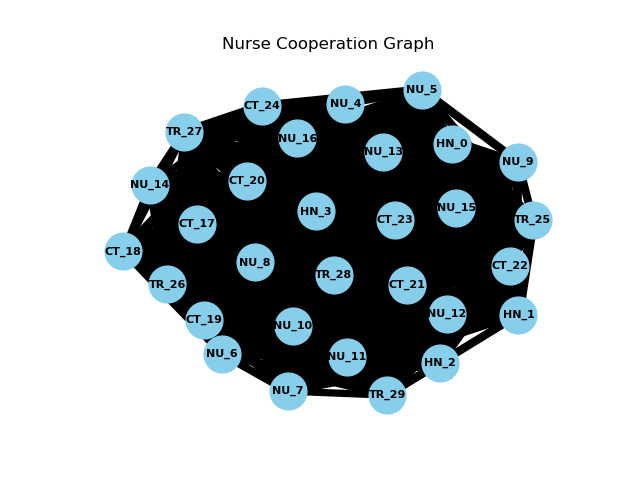 Nurse Cooperation Graph
NU_5
NU_4
CT_24
TR_27
NU_16
HN_0
NU_13
NU_9
CT_20
NU_14
NU_15
HN_3
CT_23
TR_25
CT_17
CT_18
NU_8
CT_22
TR_28
TR_26
CT_21
NU_12
HN_1
CT_19
NU_10
NU_6
NU_11
HN_2
NU_7
TR_29